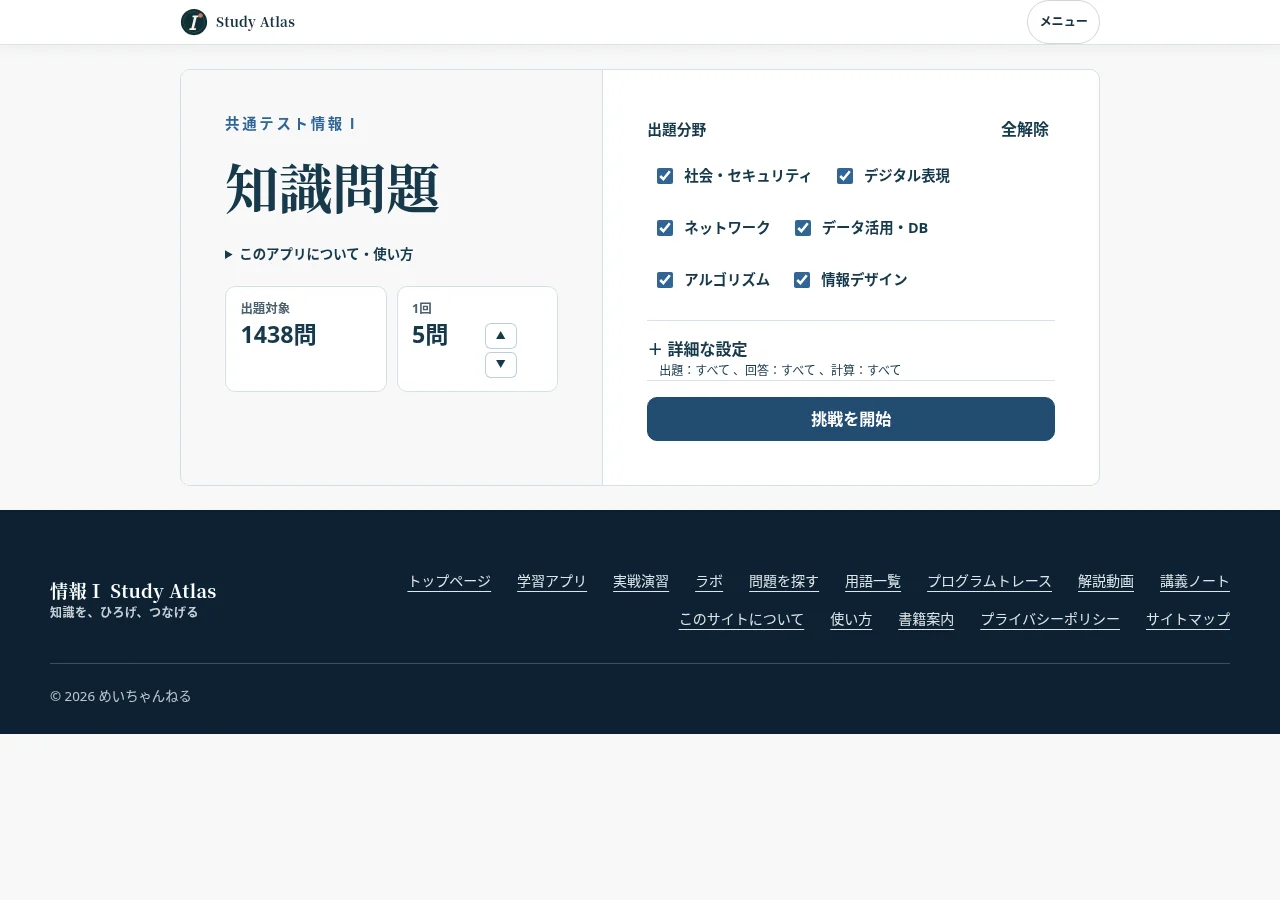 I Study Atlas
メニュー
共通テスト情報Ⅰ
知識問題
▶ このアプリについて・使い方
出題対象
1438問
1回
5問
▲
▼
出題分野
全解除
社会・セキュリティ
デジタル表現
ネットワーク
データ活用・DB
アルゴリズム
情報デザイン
＋ 詳細な設定
出題：すべて 、回答：すべて 、計算：すべて
挑戦を開始
情報Ⅰ Study Atlas
知識を、ひろげ、つなげる
トップページ 学習アプリ 実戦演習 ラボ 問題を探す 用語一覧 プログラムトレース 解説動画 講義ノート
このサイトについて 使い方 書籍案内 プライバシーポリシー サイトマップ
© 2026 めいちゃんねる